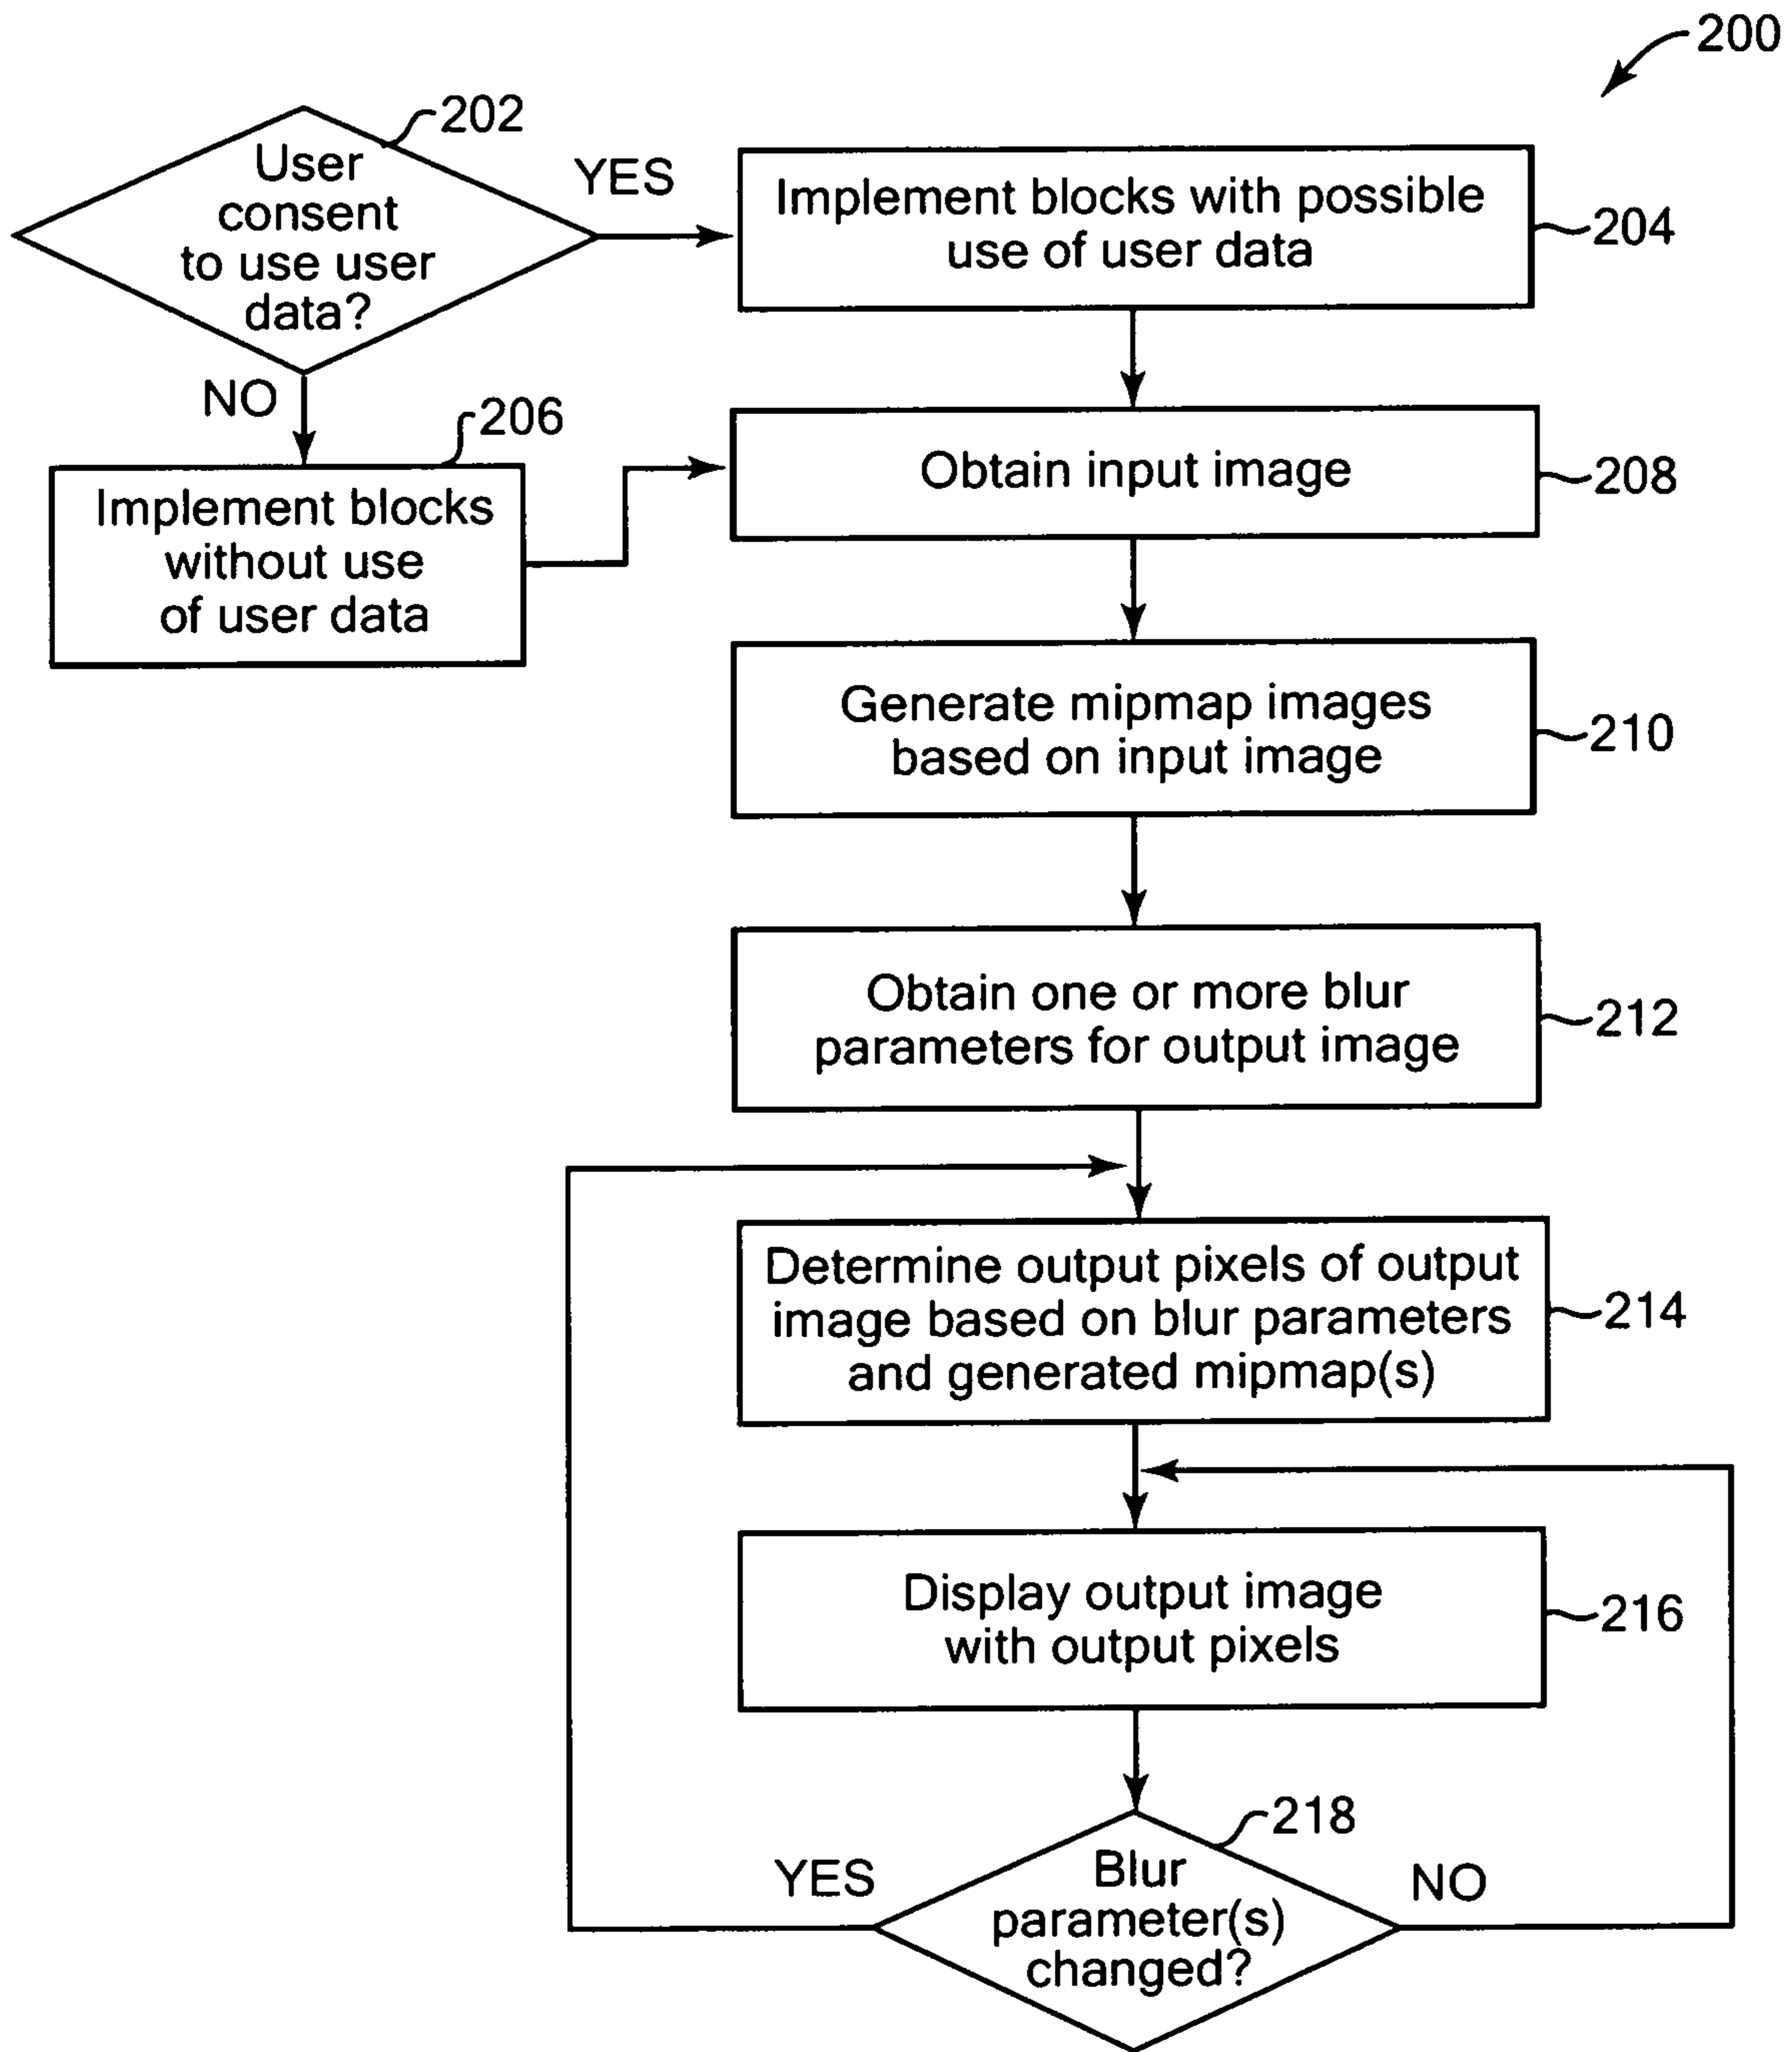 200
202
User
consent
to use user
data?
YES
Implement blocks with possible
use of user data
204
NO
206
Implement blocks
without use
of user data
Obtain input image
208
Generate mipmap images
based on input image
210
Obtain one or more blur
parameters for output image
212
Determine output pixels of output
image based on blur parameters
and generated mipmap(s)
214
Display output image
with output pixels
216
218
YES
Blur
parameter(s)
changed?
NO